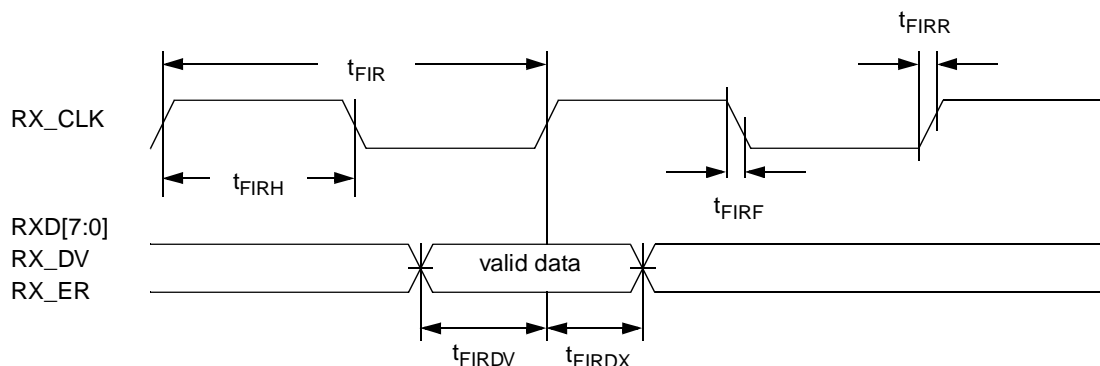 tFIRR
tFIR
RX_CLK
tFIRH
tFIRF
RXD[7:0]
RX_DV
valid data
RX_ER
tFIRDV
tFIRDX